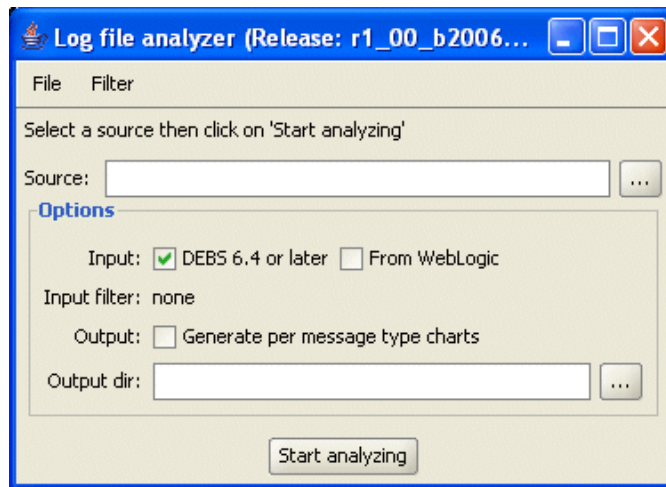 Log file analyzer (Release: r1_00_b2006...
File Filter
Select a source then click on 'Start analyzing'
Source: ...
Options
Input: DEBS 6.4 or later From WebLogic
Input filter: none
Output: Generate per message type charts
Output dir: ...
Start analyzing